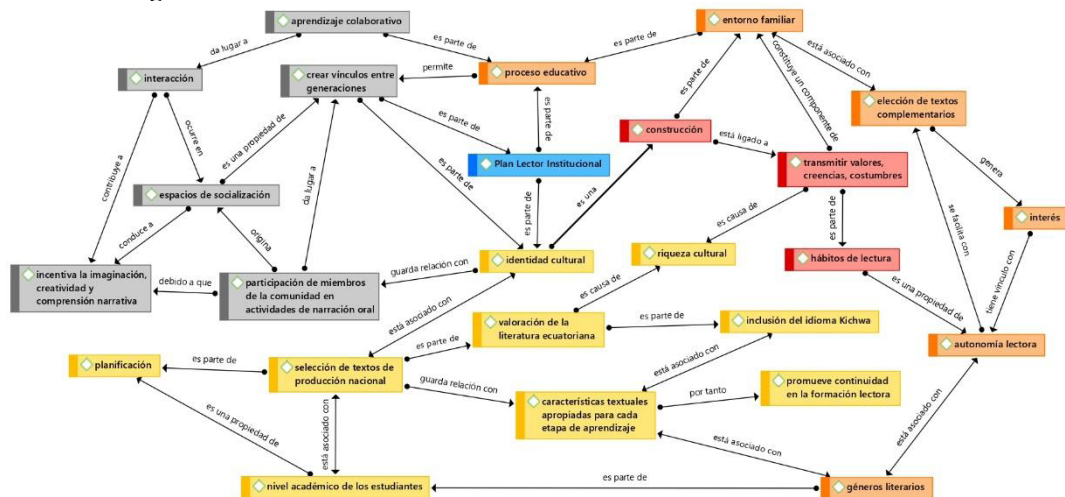 aprendizaje colaborativo
entorno familiar
da lugar a
es parte de
es parte de
está asociado con
interacción
crear vínculos entre
generaciones
permite
proceso educativo
es parte de
constituye un componente de
elección de textos
complementarios
ocurre en
es una propiedad de
es parte de
es parte de
construcción
está ligado a
contribuye a
Plan Lector Institucional
transmitir valores,
creencias, costumbres
genera
espacios de socialización
da lugar a
es parte de
es parte de
es una
se facilita con
interés
conduce a
origina
es causa de
es parte de
incentiva la imaginación,
creatividad y
comprensión narrativa
debido a que
participación de miembros
de la comunidad en
actividades de narración oral
guarda relación con
identidad cultural
riqueza cultural
hábitos de lectura
tiene vínculo con
está asociado con
es causa de
es una propiedad de
valoración de la
literatura ecuatoriana
es parte de
inclusión del idioma Kichwa
autonomía lectora
planificación
es parte de
selección de textos de
producción nacional
es parte de
guarda relación con
está asociado con
características textuales
apropiadas para cada
etapa de aprendizaje
por tanto
promueve continuidad
en la formación lectora
es una propiedad de
está asociado con
está asociado con
está asociado con
nivel académico de los estudiantes
es parte de
géneros literarios